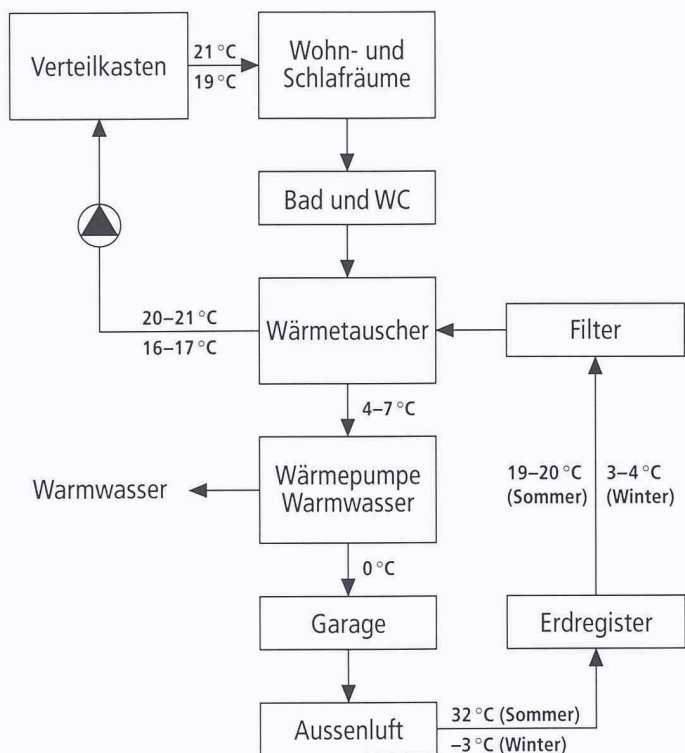 Verteilkasten
21 °C
19 °C
Wohn- und
Schlafräume
Bad und WC
20–21 °C
16–17 °C
Wärmetauscher
Filter
4–7 °C
Warmwasser
Wärmepumpe
Warmwasser
19–20 °C
(Sommer)
3–4 °C
(Winter)
0 °C
Garage
Erdregister
Aussenluft
32 °C (Sommer)
–3 °C (Winter)